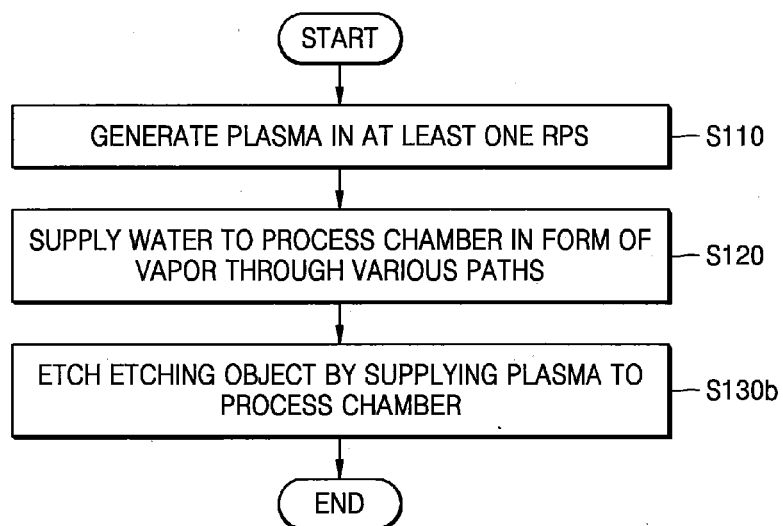 START
GENERATE PLASMA IN AT LEAST ONE RPS
S110
SUPPLY WATER TO PROCESS CHAMBER IN FORM OF
VAPOR THROUGH VARIOUS PATHS
S120
ETCH ETCHING OBJECT BY SUPPLYING PLASMA TO
PROCESS CHAMBER
S130b
END